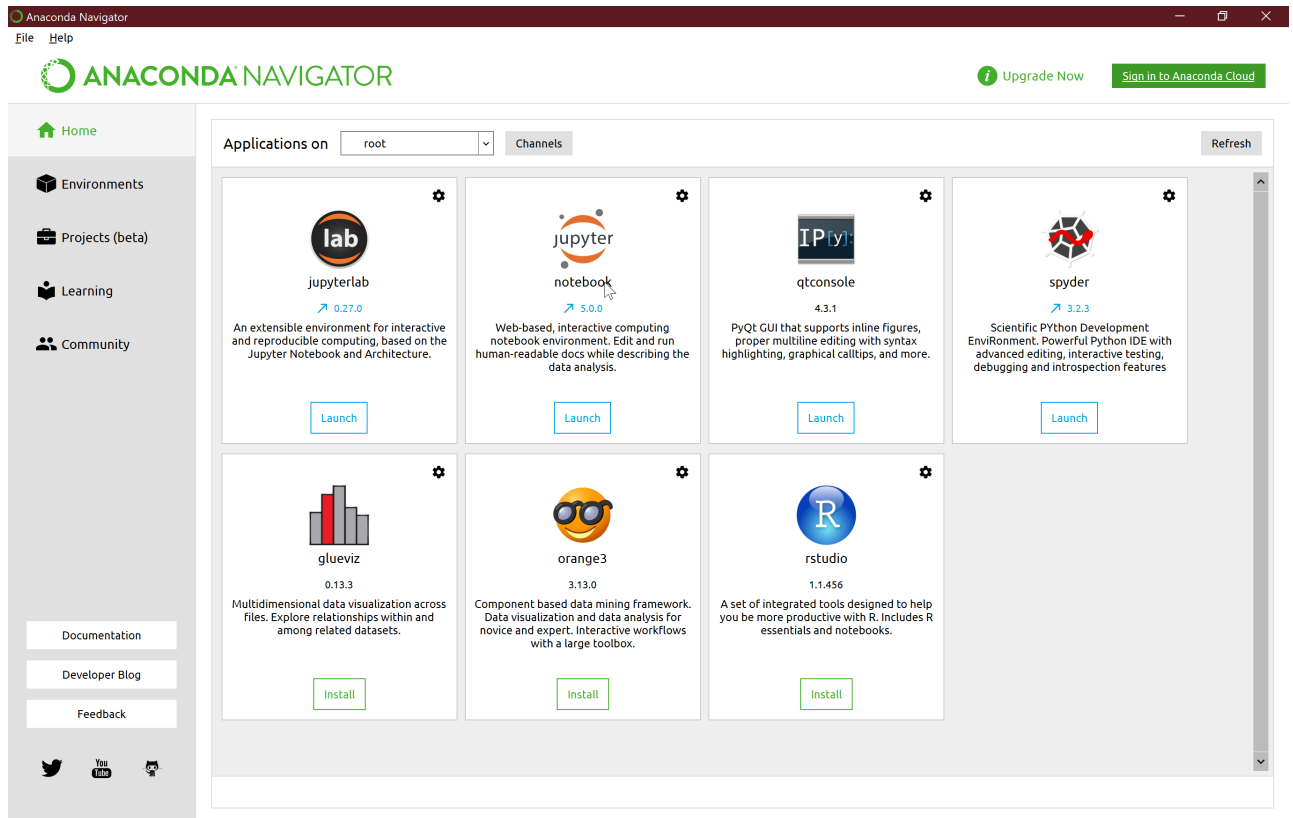 Anaconda Navigator
File Help
ANACONDA NAVIGATOR
i Upgrade Now
Sign in to Anaconda Cloud
Home
Environments
Projects (beta)
Learning
Community
Documentation
Developer Blog
Feedback
You
Tube
Applications on root Channels Refresh
lab
jupyterlab
0.27.0
An extensible environment for interactive
and reproducible computing, based on the
Jupyter Notebook and Architecture.
Launch
jupyter
notebook
5.0.0
Web-based, interactive computing
notebook environment. Edit and run
human-readable docs while describing the
data analysis.
Launch
IP[y]:
qtconsole
4.3.1
PyQt GUI that supports inline figures,
proper multiline editing with syntax
highlighting, graphical calltips, and more.
Launch
spyder
3.2.3
Scientific PYthon Development
EnviRonment. Powerful Python IDE with
advanced editing, interactive testing,
debugging and introspection features
Launch
glueviz
0.13.3
Multidimensional data visualization across
files. Explore relationships within and
among related datasets.
Install
orange3
3.13.0
Component based data mining framework.
Data visualization and data analysis for
novice and expert. Interactive workflows
with a large toolbox.
Install
R
rstudio
1.1.456
A set of integrated tools designed to help
you be more productive with R. Includes R
essentials and notebooks.
Install